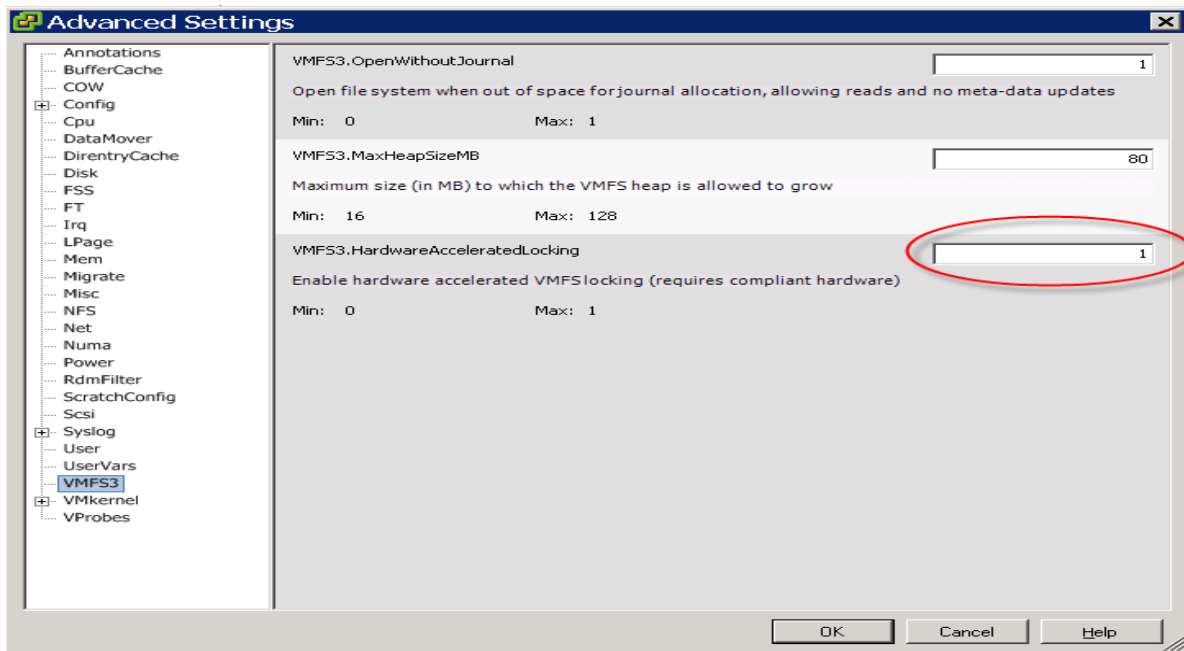 Advanced Settings
Annotations
BufferCache
COW
Config
Cpu
DataMover
DirentryCache
Disk
FSS
FT
Irq
LPage
Mem
Migrate
Misc
NFS
Net
Numa
Power
RdmFilter
ScratchConfig
Scsi
Syslog
User
UserVars
VMFS3
VMkernel
VProbes
VMFS3.OpenWithoutJournal 1
Open file system when out of space for journal allocation, allowing reads and no meta-data updates
Min: 0 Max: 1
VMFS3.MaxHeapSizeMB 80
Maximum size (in MB) to which the VMFS heap is allowed to grow
Min: 16 Max: 128
VMFS3.HardwareAcceleratedLocking 1
Enable hardware accelerated VMFS locking (requires compliant hardware)
Min: 0 Max: 1
OK Cancel Help